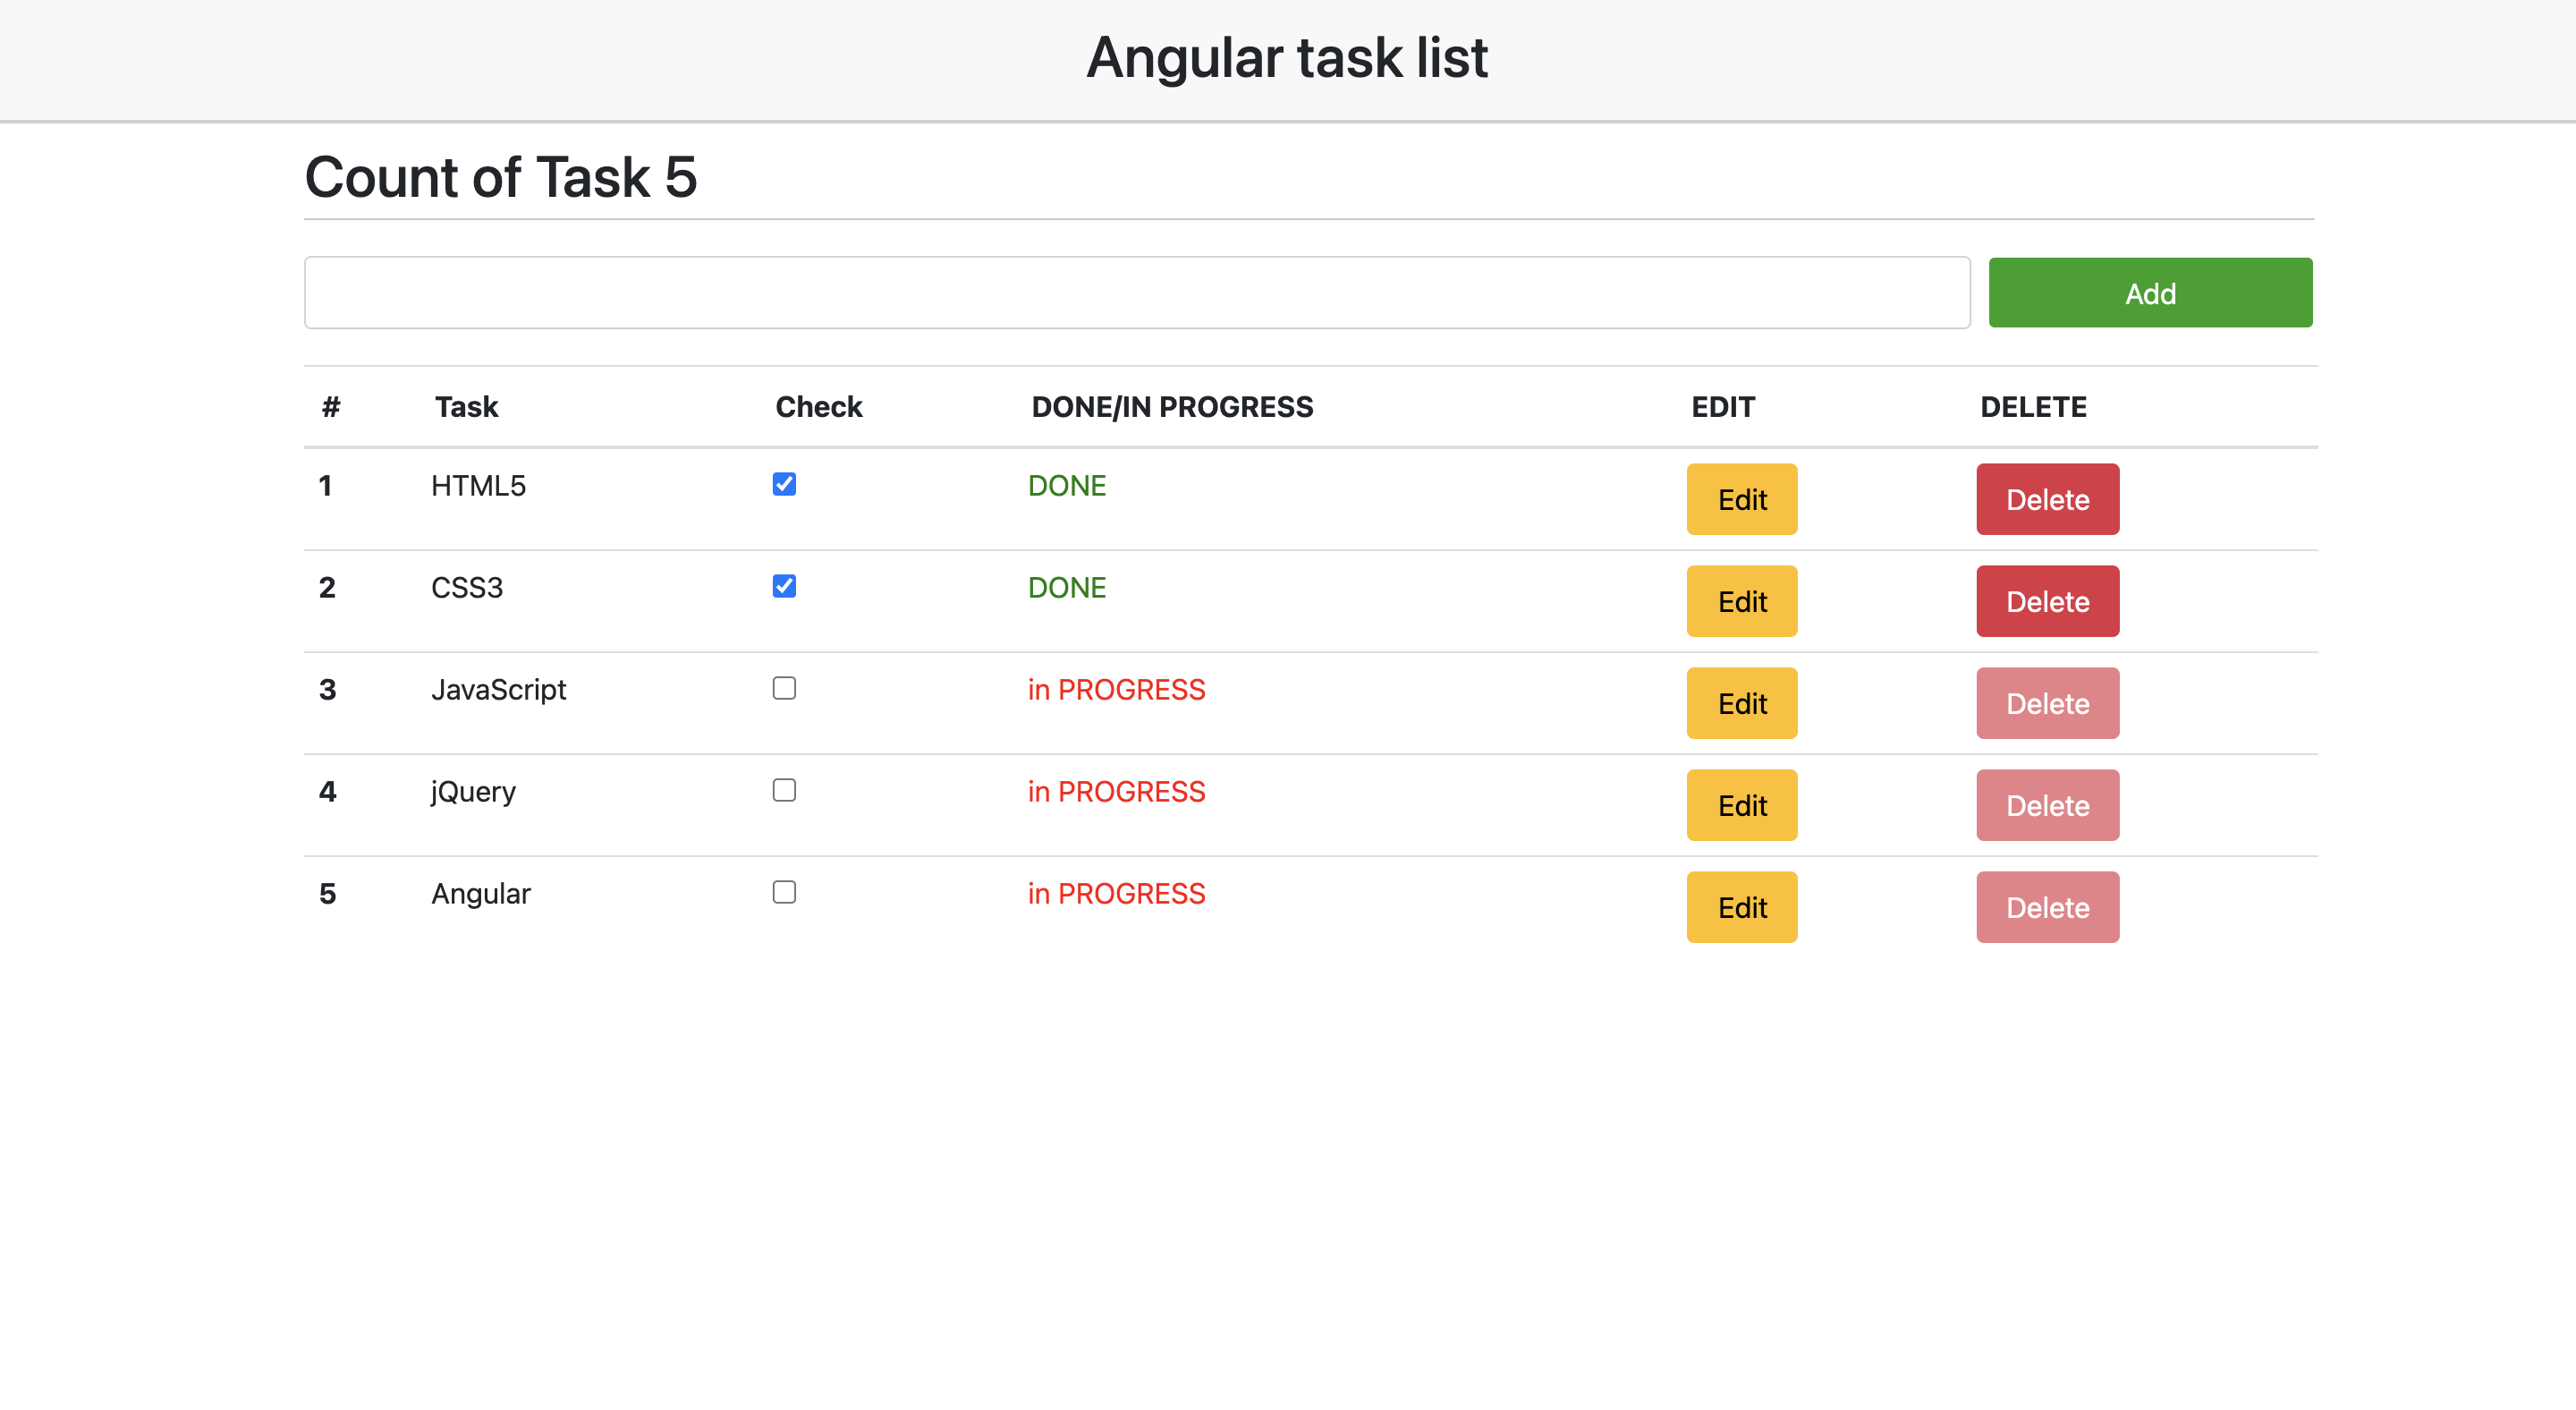 Angular task list
Count of Task 5
Add
# Task Check DONE/IN PROGRESS EDIT DELETE
1 HTML5 DONE Edit Delete
2 CSS3 DONE Edit Delete
3 JavaScript in PROGRESS Edit Delete
4 jQuery in PROGRESS Edit Delete
5 Angular in PROGRESS Edit Delete